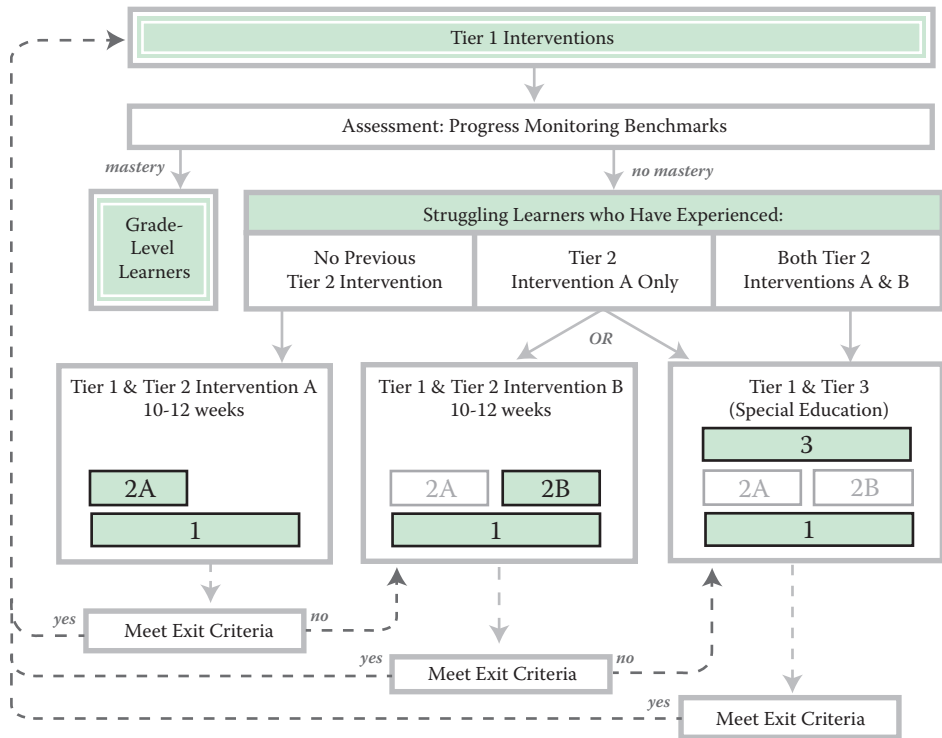 Tier 1 Interventions
Assessment: Progress Monitoring Benchmarks
mastery
no mastery
Grade-
Level
Learners
Struggling Learners who Have Experienced:
No Previous
Tier 2 Intervention
Tier 2
Intervention A Only
Both Tier 2
Interventions A & B
OR
Tier 1 & Tier 2 Intervention A
10-12 weeks
2A
1
Tier 1 & Tier 2 Intervention B
10-12 weeks
2A
2B
1
Tier 1 & Tier 3
(Special Education)
3
2A
2B
1
yes
Meet Exit Criteria
no
yes
Meet Exit Criteria
no
yes
Meet Exit Criteria